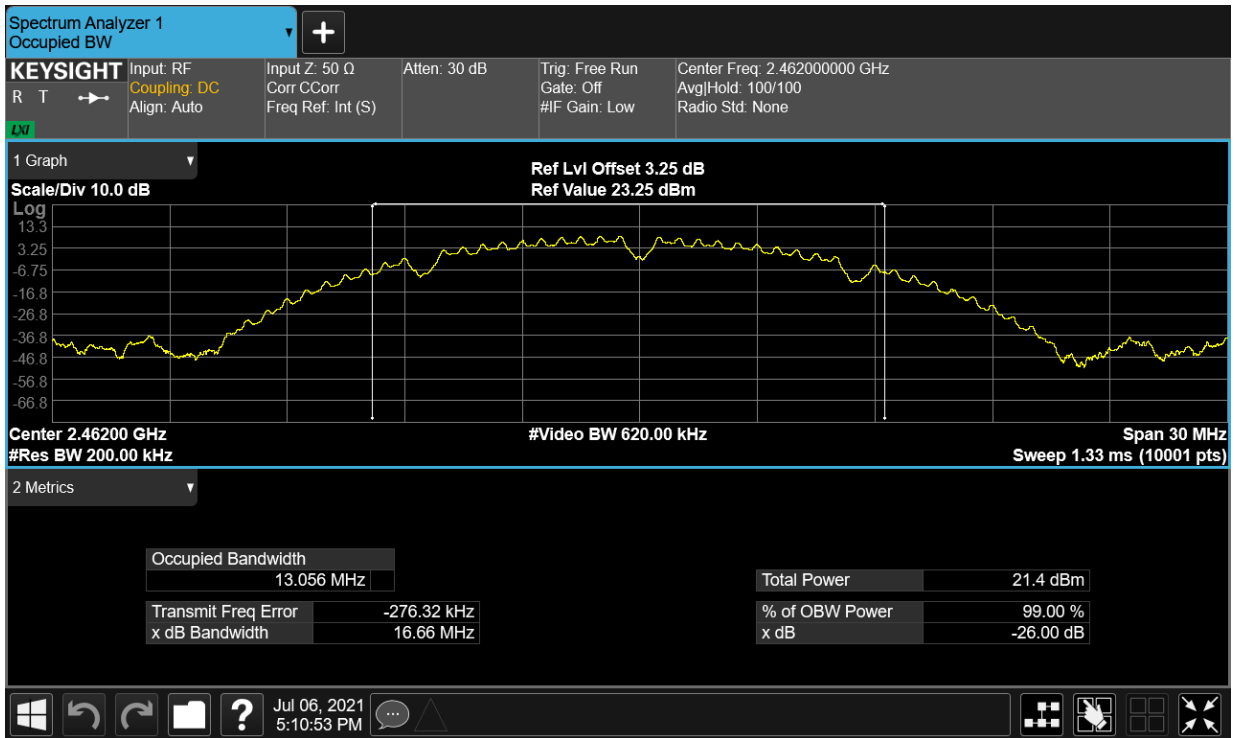 Spectrum Analyzer 1
Occupied BW
KEYSIGHT
R T
LXI
Input: RF
Coupling: DC
Align: Auto
Input Z: 50 Ω
Corr CCorr
Freq Ref: Int (S)
Atten: 30 dB
Trig: Free Run
Gate: Off
#IF Gain: Low
Center Freq: 2.462000000 GHz
Avg|Hold: 100/100
Radio Std: None
1 Graph
Scale/Div 10.0 dB
Ref Lvl Offset 3.25 dB
Ref Value 23.25 dBm
Log
13.3
3.25
-6.75
-16.8
-26.8
-36.8
-46.8
-56.8
-66.8
Center 2.46200 GHz
#Video BW 620.00 kHz
Span 30 MHz
#Res BW 200.00 kHz
Sweep 1.33 ms (10001 pts)
2 Metrics
Occupied Bandwidth
13.056 MHz
Transmit Freq Error -276.32 kHz
x dB Bandwidth 16.66 MHz
Total Power 21.4 dBm
% of OBW Power 99.00 %
x dB -26.00 dB
?
Jul 06, 2021
5:10:53 PM